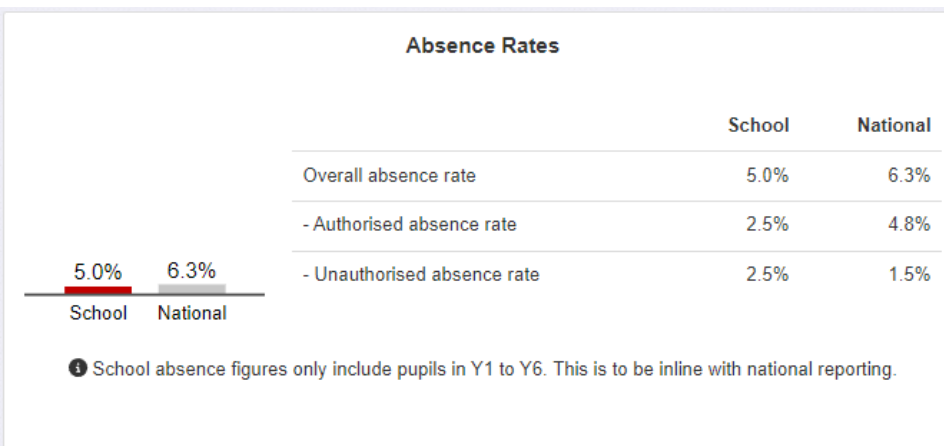 Absence Rates
School National
Overall absence rate 5.0% 6.3%
- Authorised absence rate 2.5% 4.8%
- Unauthorised absence rate 2.5% 1.5%
5.0% 6.3%
School National
School absence figures only include pupils in Y1 to Y6. This is to be inline with national reporting.